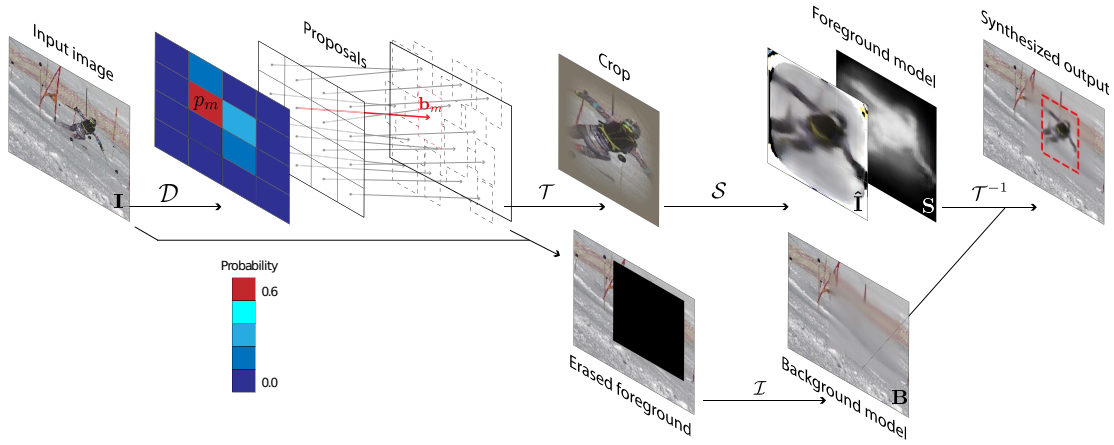 Input image
I
𝒟
p_m
Proposals
b_m
𝒯
Crop
𝒮
Foreground model
Î
S
𝒯⁻¹
Synthesized output
Probability
0.6
0.0
Erased foreground
ℐ
Background model
B